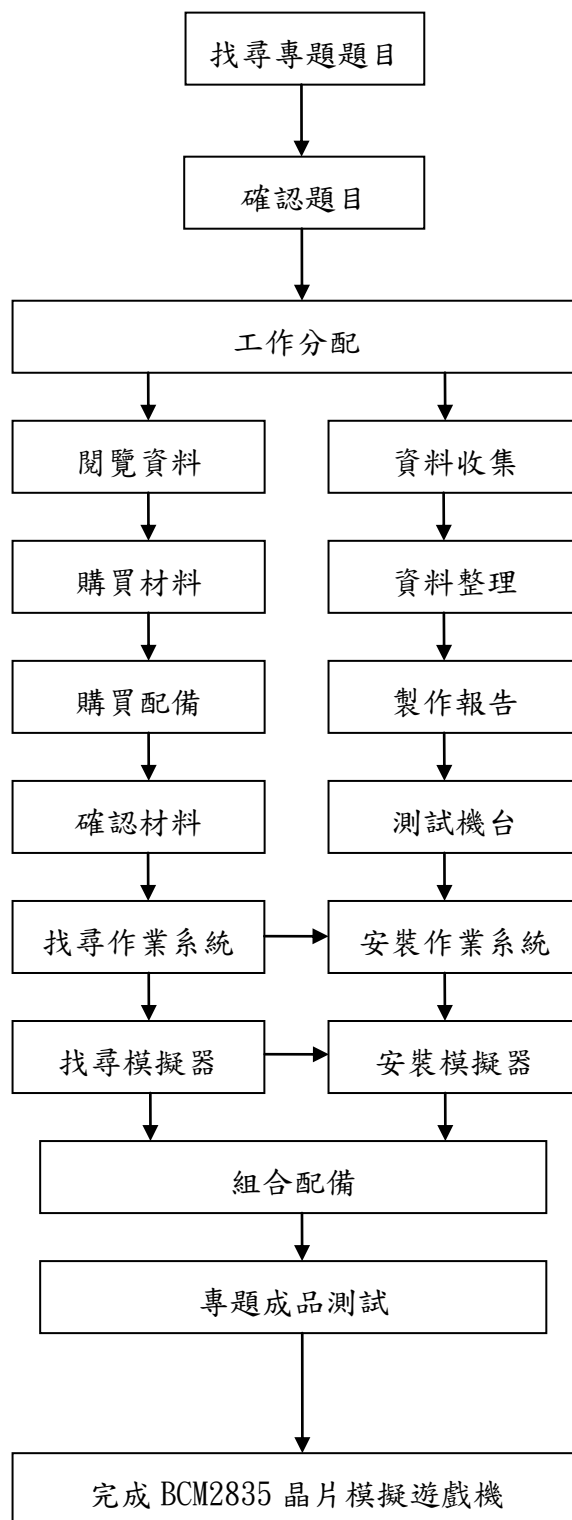 找尋專題題目
確認題目
工作分配
閱覽資料
資料收集
購買材料
資料整理
購買配備
製作報告
確認材料
測試機台
找尋作業系統
安裝作業系統
找尋模擬器
安裝模擬器
組合配備
專題成品測試
完成 BCM2835 晶片模擬遊戲機